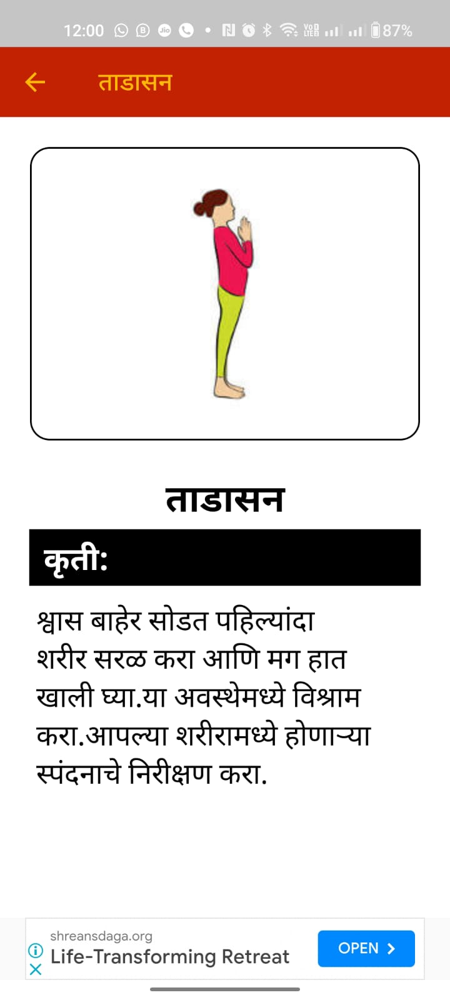 12:00 87%
ताडासन
ताडासन
कृती:
श्वास बाहेर सोडत पहिल्यांदा
शरीर सरळ करा आणि मग हात
खाली घ्या.या अवस्थेमध्ये विश्राम
करा.आपल्या शरीरामध्ये होणाऱ्या
स्पंदनाचे निरीक्षण करा.
shreansdaga.org
Life-Transforming Retreat
OPEN